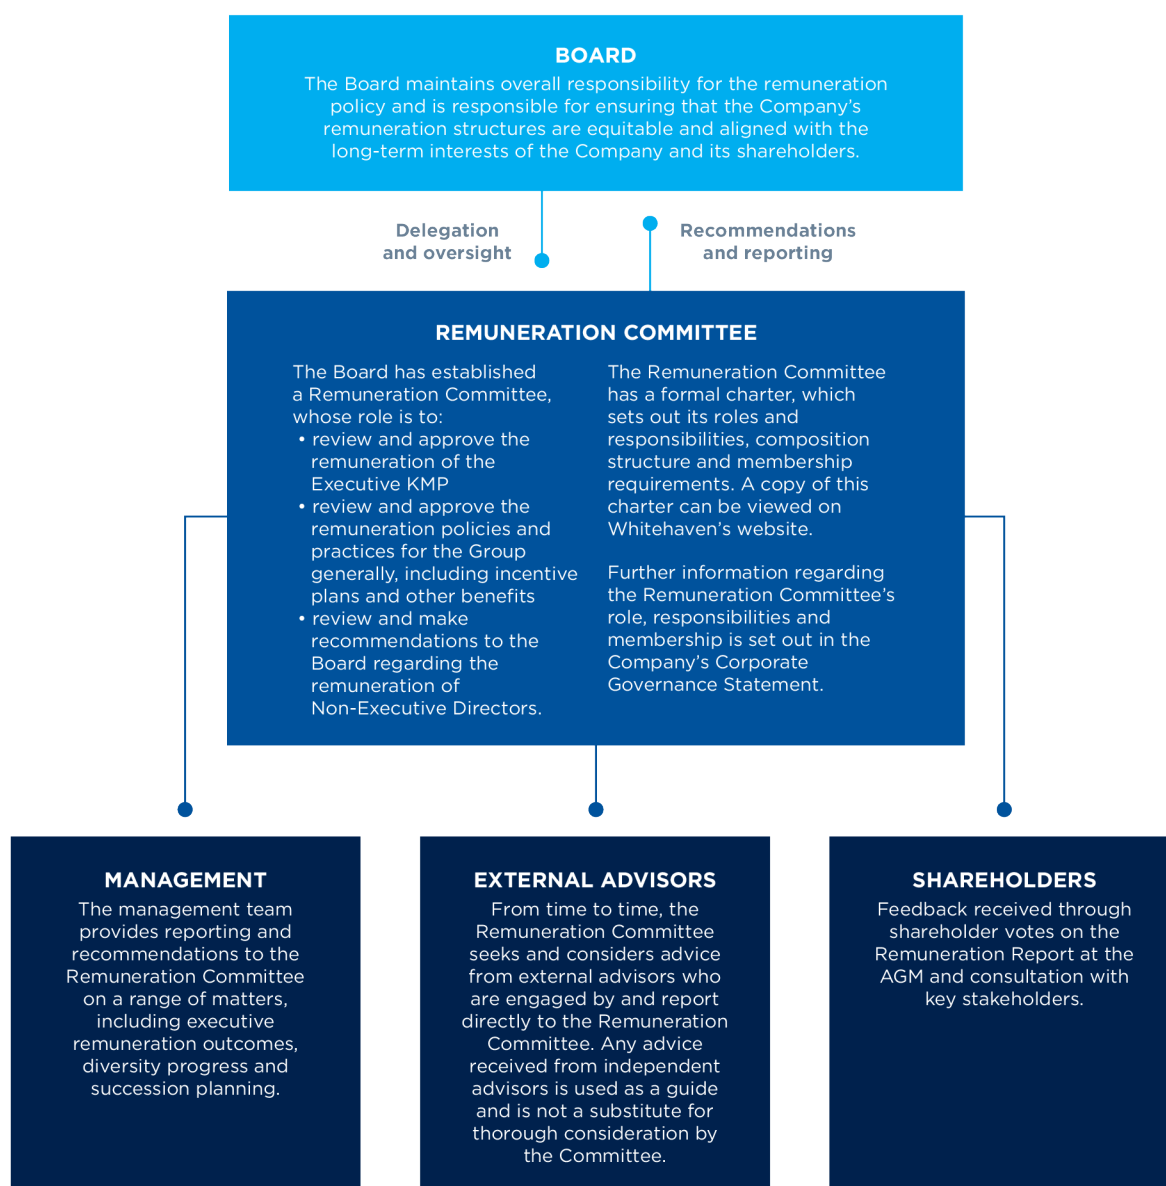 BOARD
The Board maintains overall responsibility for the remuneration
policy and is responsible for ensuring that the Company’s
remuneration structures are equitable and aligned with the
long-term interests of the Company and its shareholders.
Delegation
and oversight
Recommendations
and reporting
REMUNERATION COMMITTEE
The Board has established
a Remuneration Committee,
whose role is to:
• review and approve the
remuneration of the
Executive KMP
• review and approve the
remuneration policies and
practices for the Group
generally, including incentive
plans and other benefits
• review and make
recommendations to the
Board regarding the
remuneration of
Non-Executive Directors.
The Remuneration Committee
has a formal charter, which
sets out its roles and
responsibilities, composition
structure and membership
requirements. A copy of this
charter can be viewed on
Whitehaven’s website.
Further information regarding
the Remuneration Committee’s
role, responsibilities and
membership is set out in the
Company’s Corporate
Governance Statement.
MANAGEMENT
The management team
provides reporting and
recommendations to the
Remuneration Committee
on a range of matters,
including executive
remuneration outcomes,
diversity progress and
succession planning.
EXTERNAL ADVISORS
From time to time, the
Remuneration Committee
seeks and considers advice
from external advisors who
are engaged by and report
directly to the Remuneration
Committee. Any advice
received from independent
advisors is used as a guide
and is not a substitute for
thorough consideration by
the Committee.
SHAREHOLDERS
Feedback received through
shareholder votes on the
Remuneration Report at the
AGM and consultation with
key stakeholders.